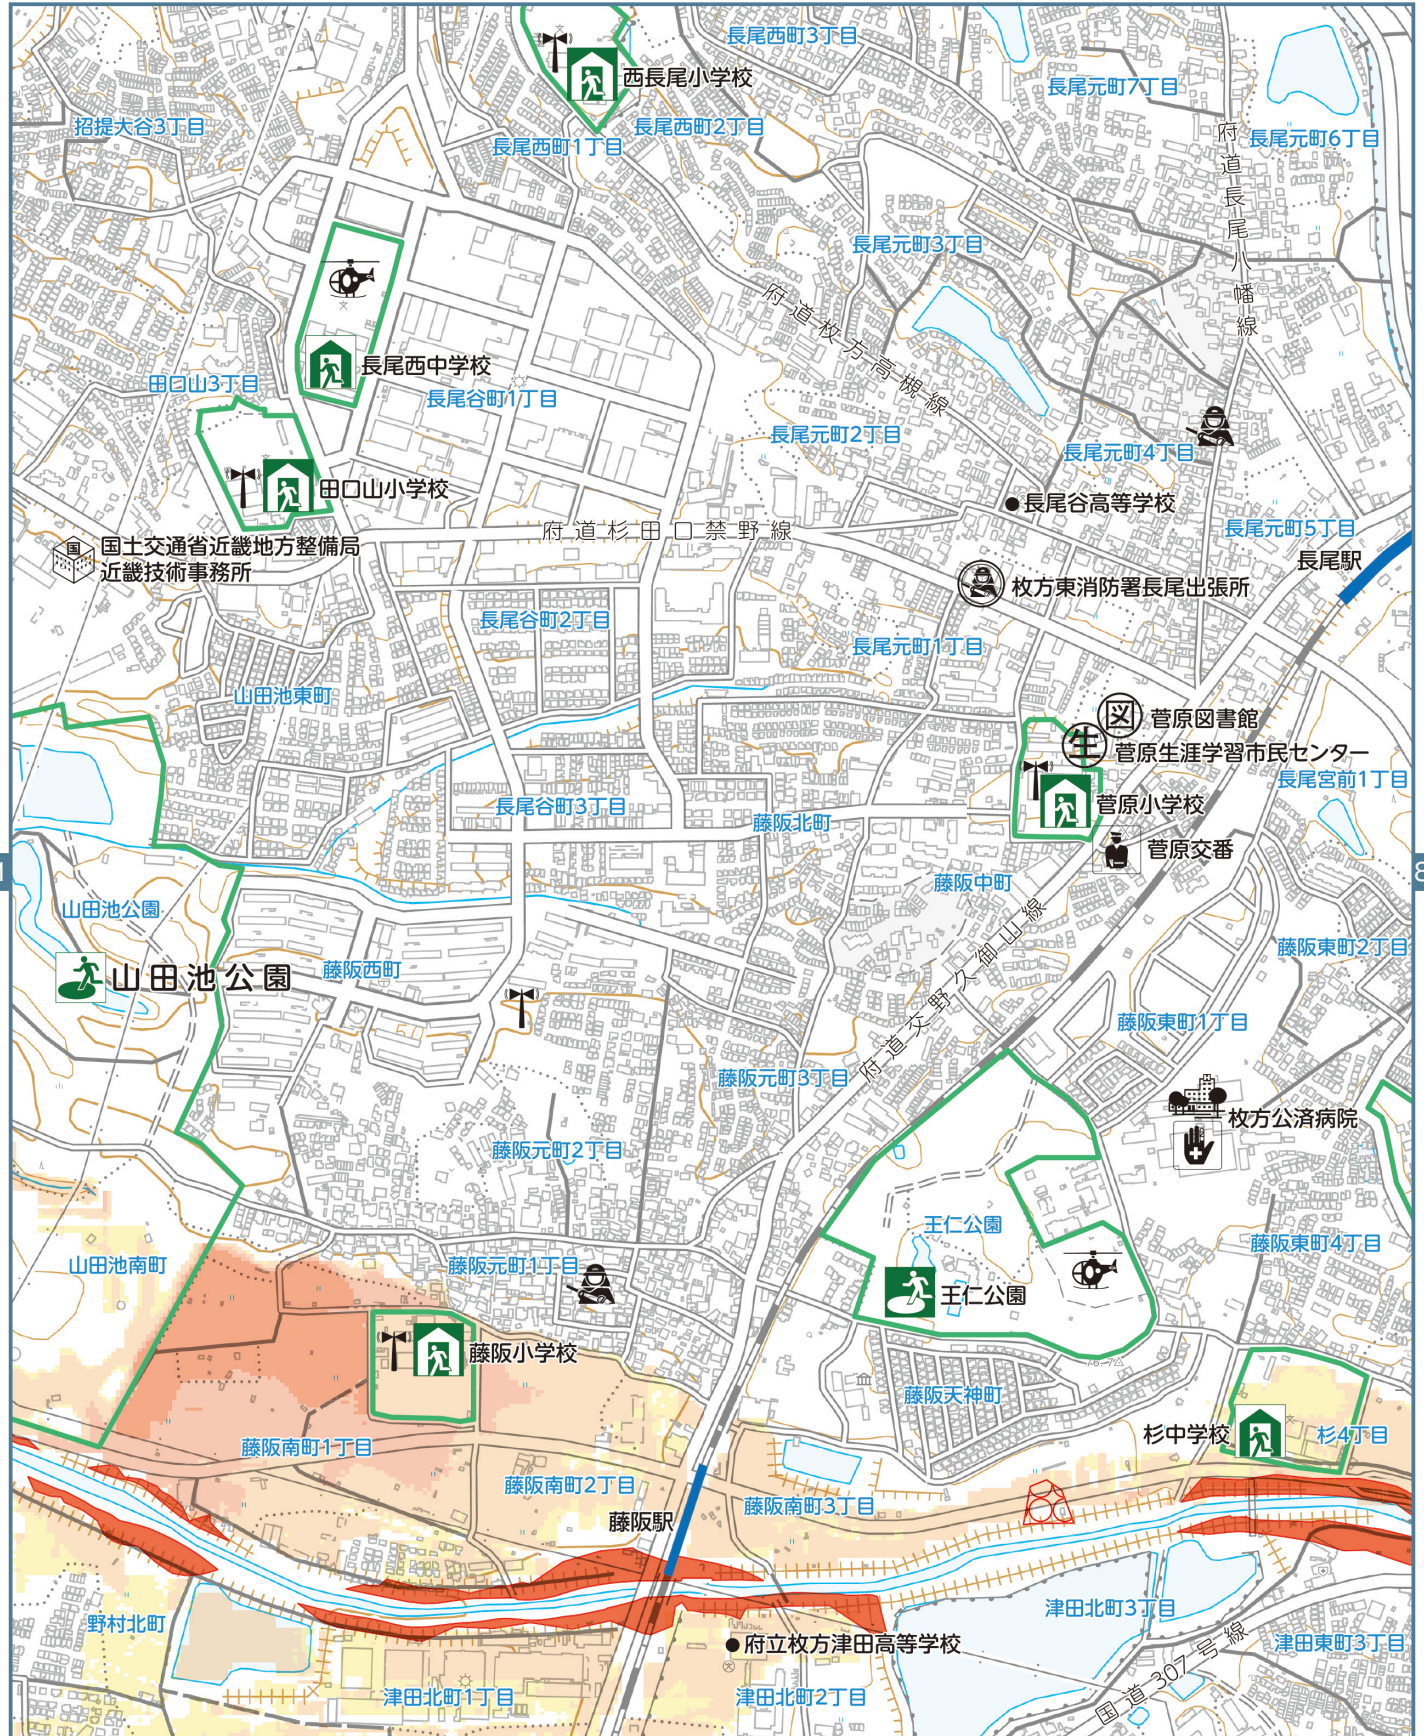 長尾西町3丁目
西長尾小学校
長尾元町7丁目
招提大谷3丁目
長尾西町2丁目
長尾元町6丁目
長尾西町1丁目
府道長尾八幡線
長尾元町3丁目
府道枚方高槻線
長尾西中学校
田口山3丁目
長尾谷町1丁目
長尾元町2丁目
長尾元町4丁目
田口山小学校
長尾谷高等学校
府道杉田口禁野線
長尾元町5丁目
国
国土交通省近畿地方整備局
近畿技術事務所
長尾駅
枚方東消防署長尾出張所
長尾谷町2丁目
長尾元町1丁目
山田池東町
図
菅原図書館
生
菅原生涯学習市民センター
長尾宮前1丁目
長尾谷町3丁目
菅原小学校
藤阪北町
菅原交番
8
藤阪中町
山田池公園
府道交野久御山線
藤阪東町2丁目
藤阪西町
山田池公園
藤阪東町1丁目
藤阪元町3丁目
枚方公済病院
藤阪元町2丁目
王仁公園
藤阪東町4丁目
山田池南町
藤阪元町1丁目
王仁公園
藤阪小学校
76.7
藤阪天神町
杉中学校
杉4丁目
藤阪南町1丁目
藤阪南町2丁目
藤阪南町3丁目
藤阪駅
津田北町3丁目
野村北町
府立枚方津田高等学校
国道307号線
津田東町3丁目
津田北町1丁目
津田北町2丁目